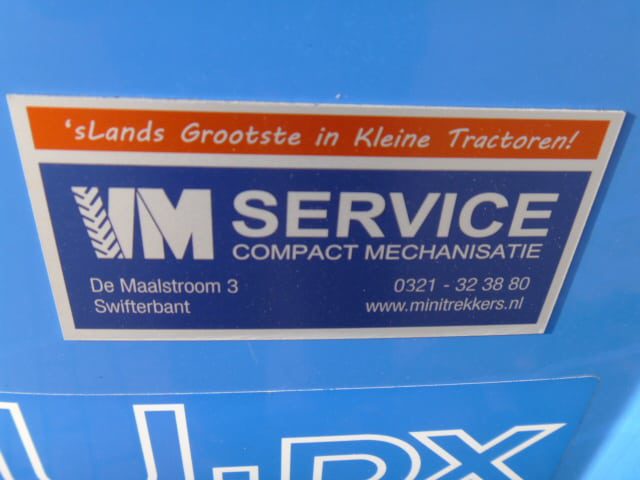 'sLands Grootste in Kleine Tractoren!
VM SERVICE
COMPACT MECHANISATIE
De Maalstroom 3
0321 - 32 38 80
Swifterbant
www.minitrekkers.nl